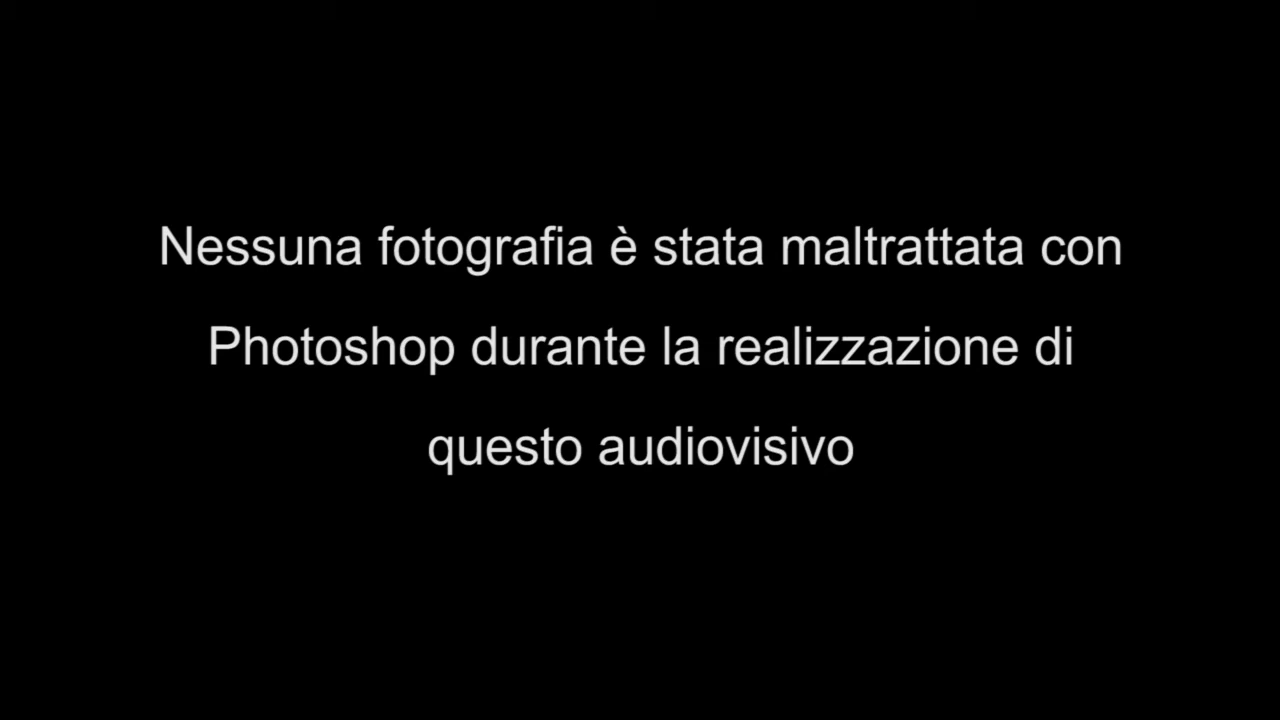 Nessuna fotografia è stata maltrattata con
Photoshop durante la realizzazione di
questo audiovisivo